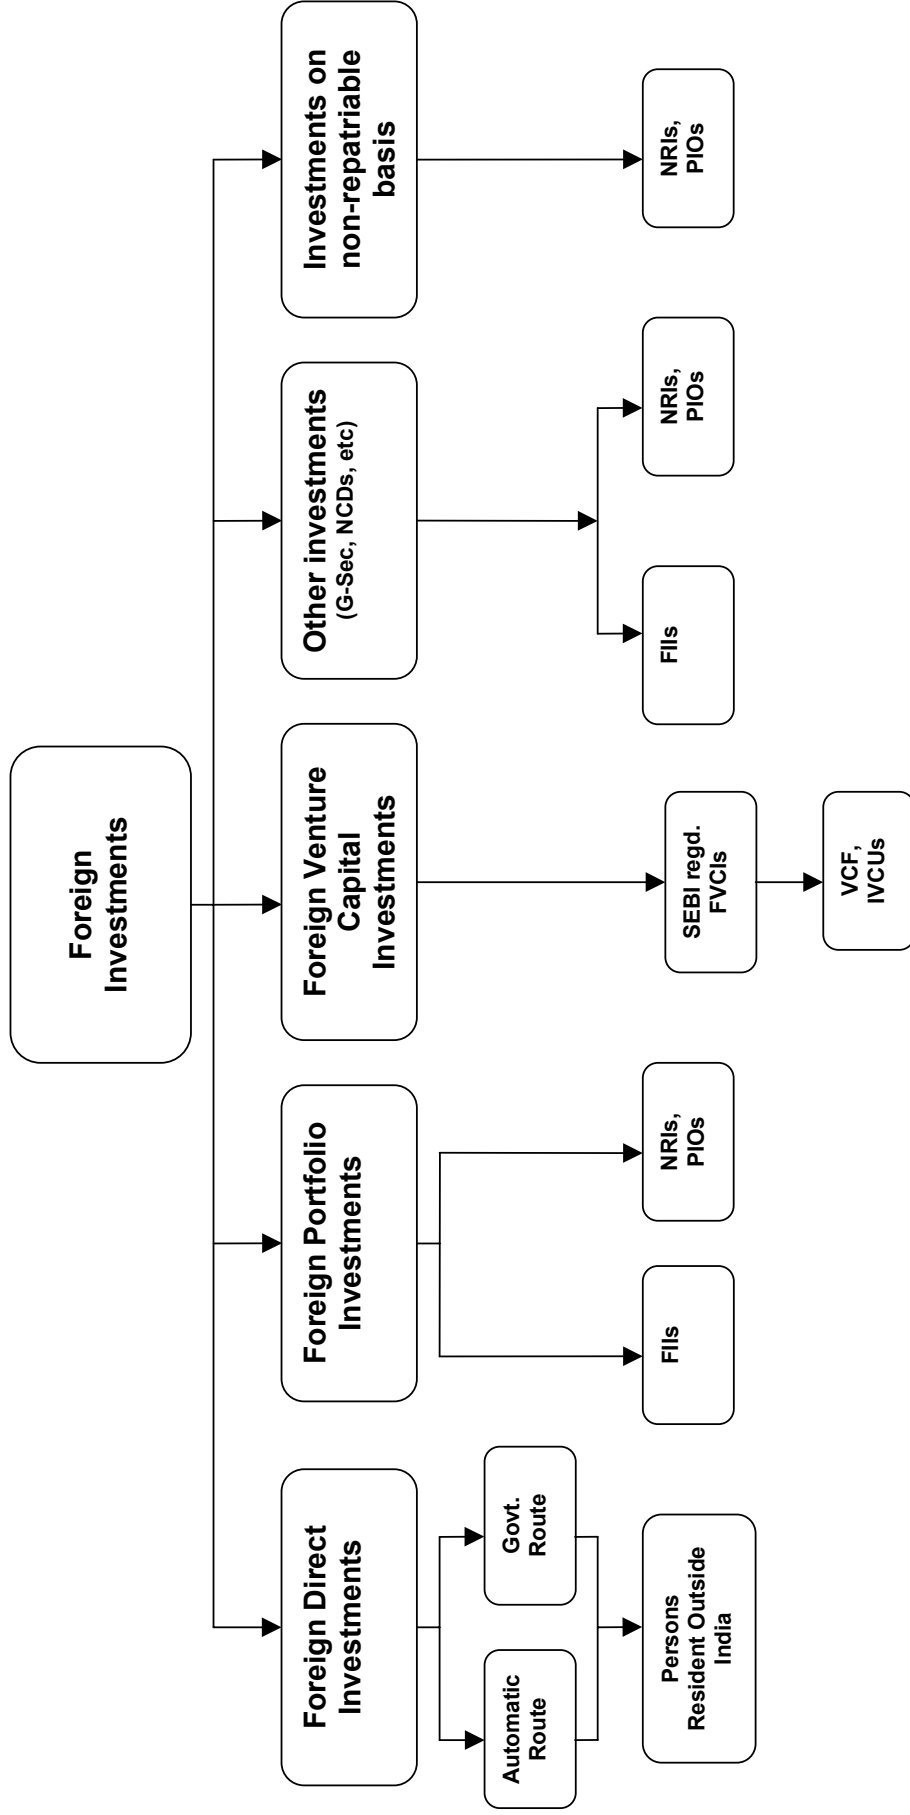 Foreign
Investments
Foreign Direct
Investments
Foreign Portfolio
Investments
Foreign Venture
Capital
Investments
Other investments
(G-Sec, NCDs, etc)
Investments on
non-repatriable
basis
Automatic
Route
Govt.
Route
Persons
Resident Outside
India
FIIs
NRIs,
PIOs
SEBI regd.
FVCIs
VCF,
IVCUs
FIIs
NRIs,
PIOs
NRIs,
PIOs